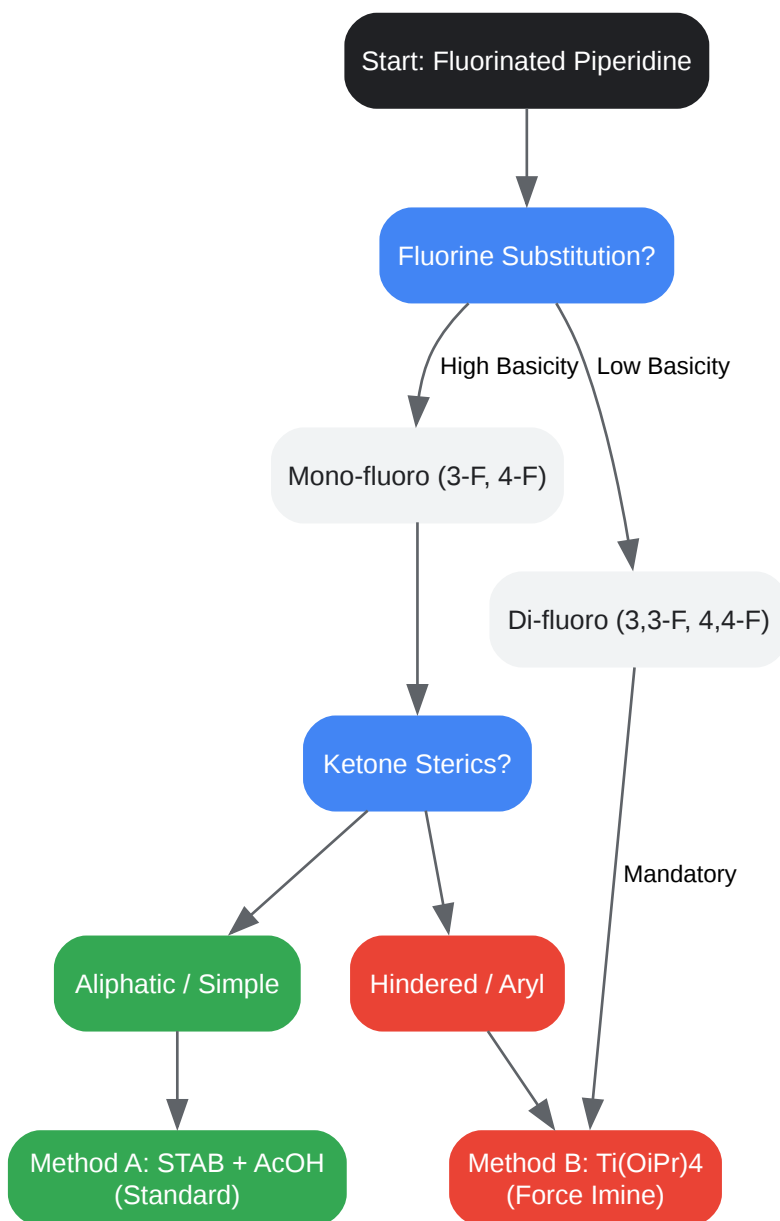 Start: Fluorinated Piperidine
Fluorine Substitution?
High Basicity
Low Basicity
Mono-fluoro (3-F, 4-F)
Di-fluoro (3,3-F, 4,4-F)
Ketone Sterics?
Mandatory
Aliphatic / Simple
Hindered / Aryl
Method A: STAB + AcOH
(Standard)
Method B: Ti(OiPr)4
(Force Imine)